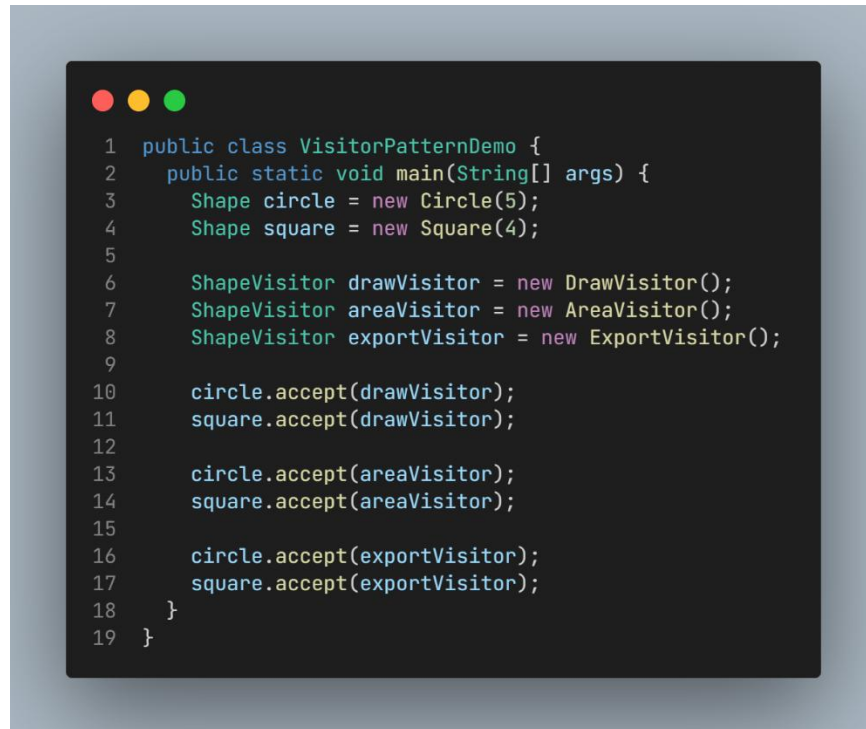 1 public class VisitorPatternDemo {
2   public static void main(String[] args) {
3     Shape circle = new Circle(5);
4     Shape square = new Square(4);
5
6     ShapeVisitor drawVisitor = new DrawVisitor();
7     ShapeVisitor areaVisitor = new AreaVisitor();
8     ShapeVisitor exportVisitor = new ExportVisitor();
9
10     circle.accept(drawVisitor);
11     square.accept(drawVisitor);
12
13     circle.accept(areaVisitor);
14     square.accept(areaVisitor);
15
16     circle.accept(exportVisitor);
17     square.accept(exportVisitor);
18   }
19 }